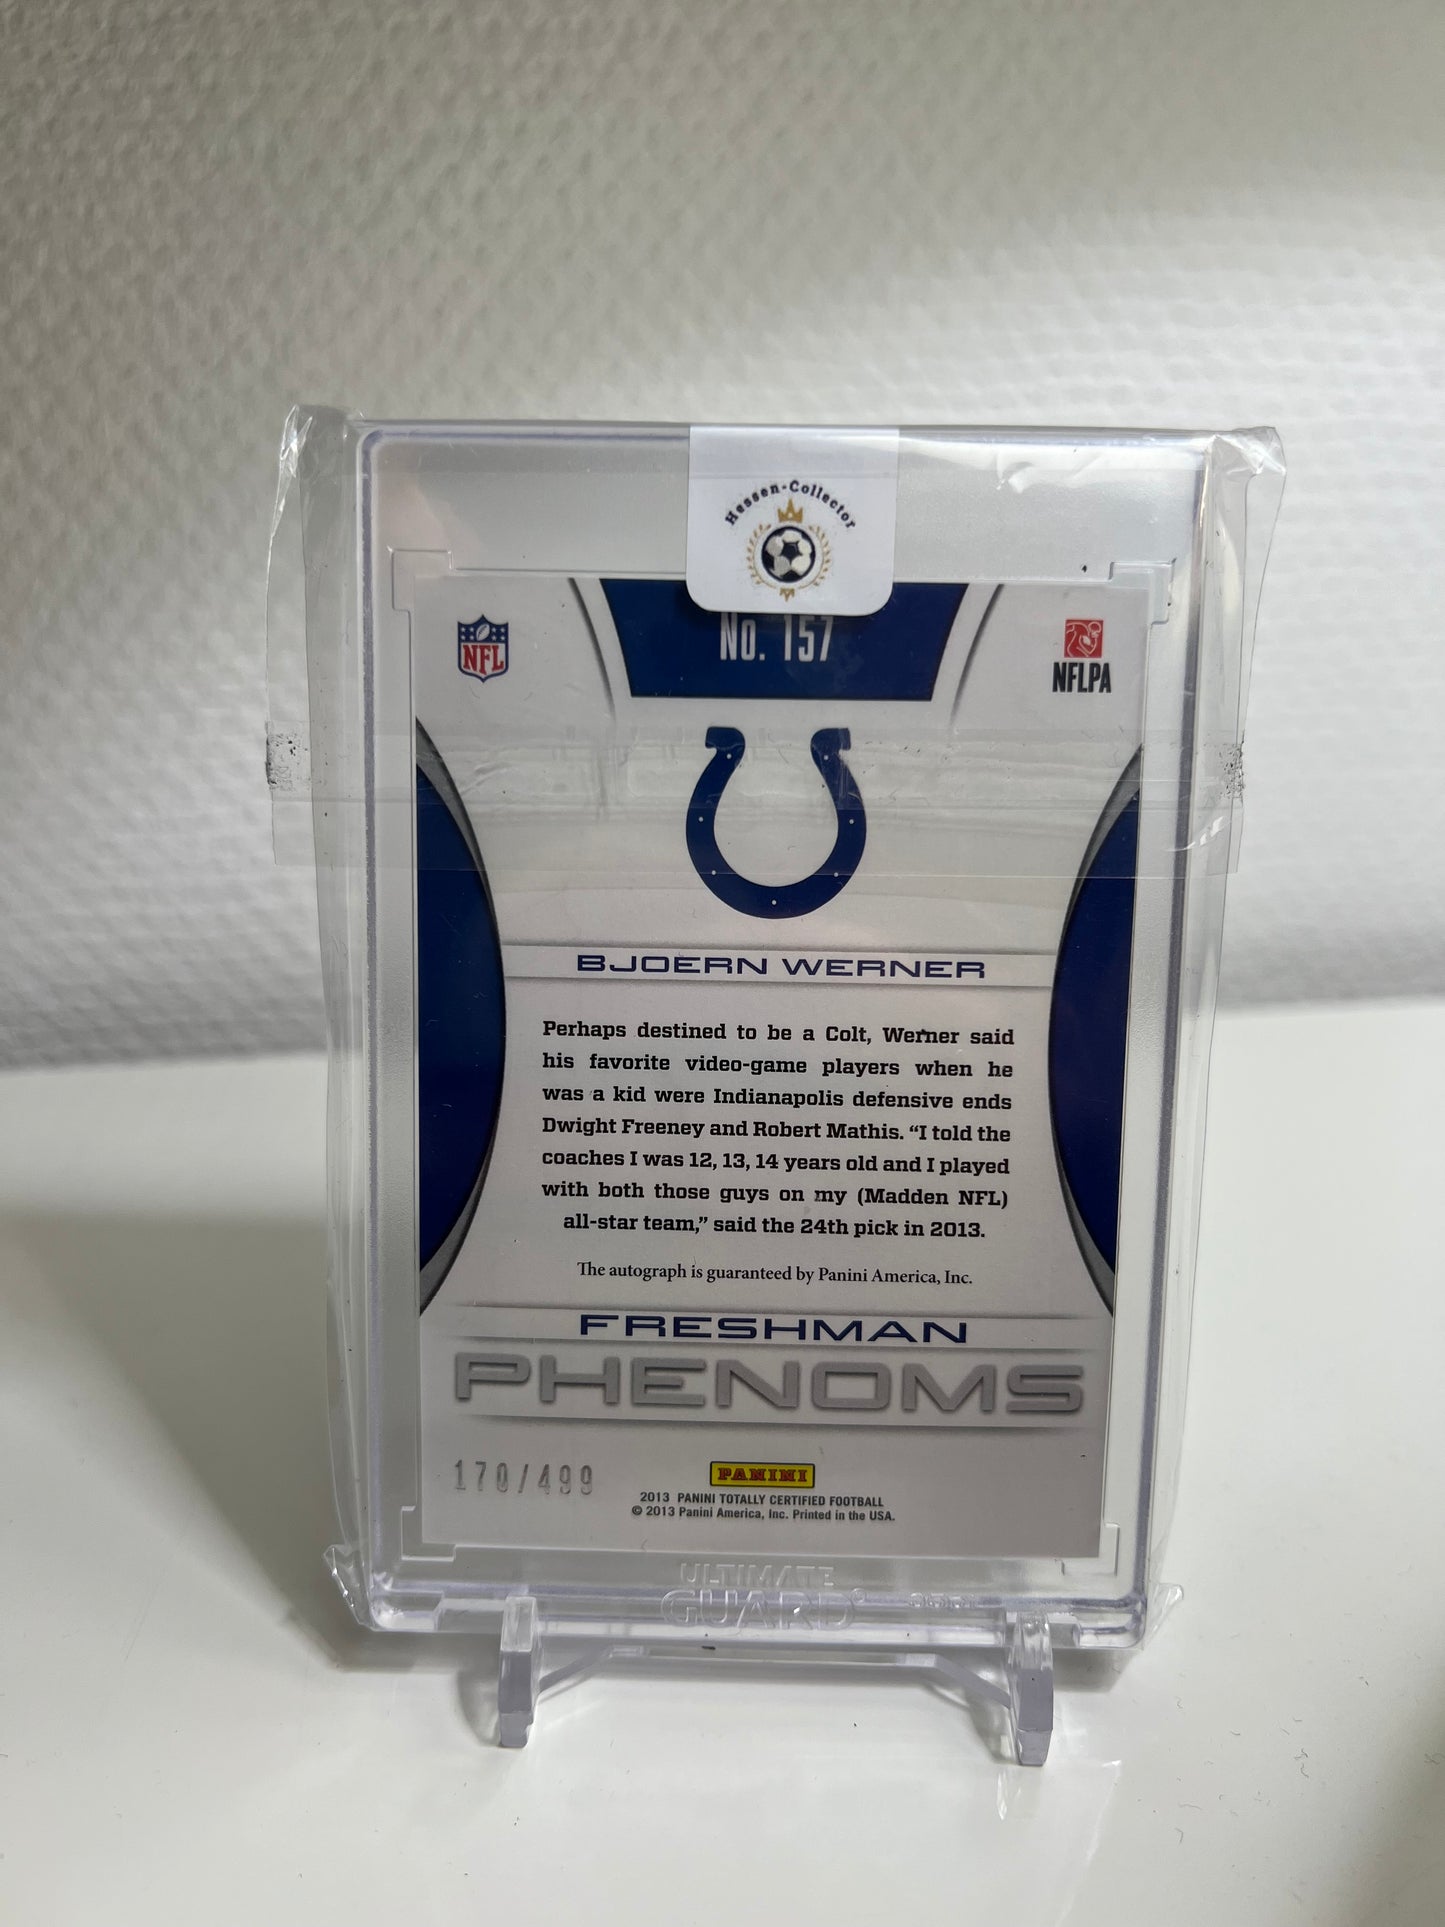 Hessen-Collector
No. 157
NFL
NFLPA
BJOERN WERNER
Perhaps destined to be a Colt, Werner said
his favorite video-game players when he
was a kid were Indianapolis defensive ends
Dwight Freeney and Robert Mathis. “I told the
coaches I was 12, 13, 14 years old and I played
with both those guys on my (Madden NFL)
all-star team,” said the 24th pick in 2013.
The autograph is guaranteed by Panini America, Inc.
FRESHMAN
PHENOMS
170/499
PANINI
2013 PANINI TOTALLY CERTIFIED FOOTBALL
© 2013 Panini America, Inc. Printed in the USA.
ULTIMATE
GUARD®